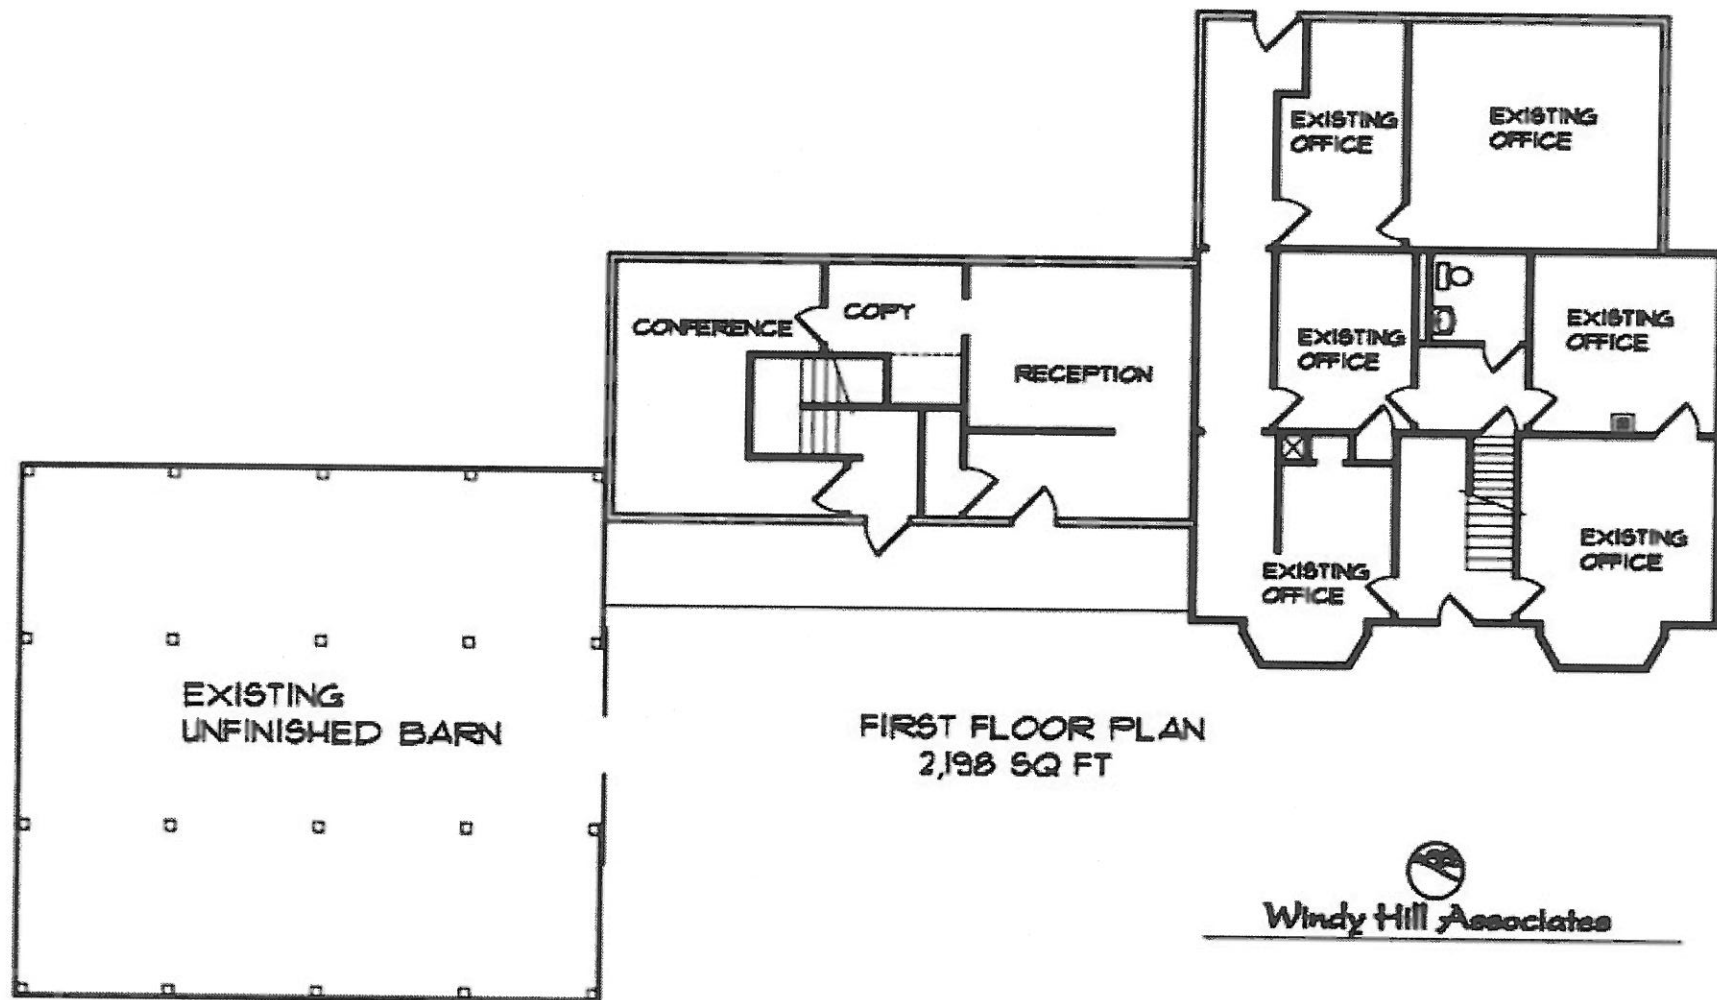 EXISTING
OFFICE
EXISTING
OFFICE
CONFERENCE
COPY
RECEPTION
EXISTING
OFFICE
EXISTING
OFFICE
EXISTING
OFFICE
EXISTING
OFFICE
EXISTING
UNFINISHED BARN
FIRST FLOOR PLAN
2,198 SQ FT
Windy Hill Associates